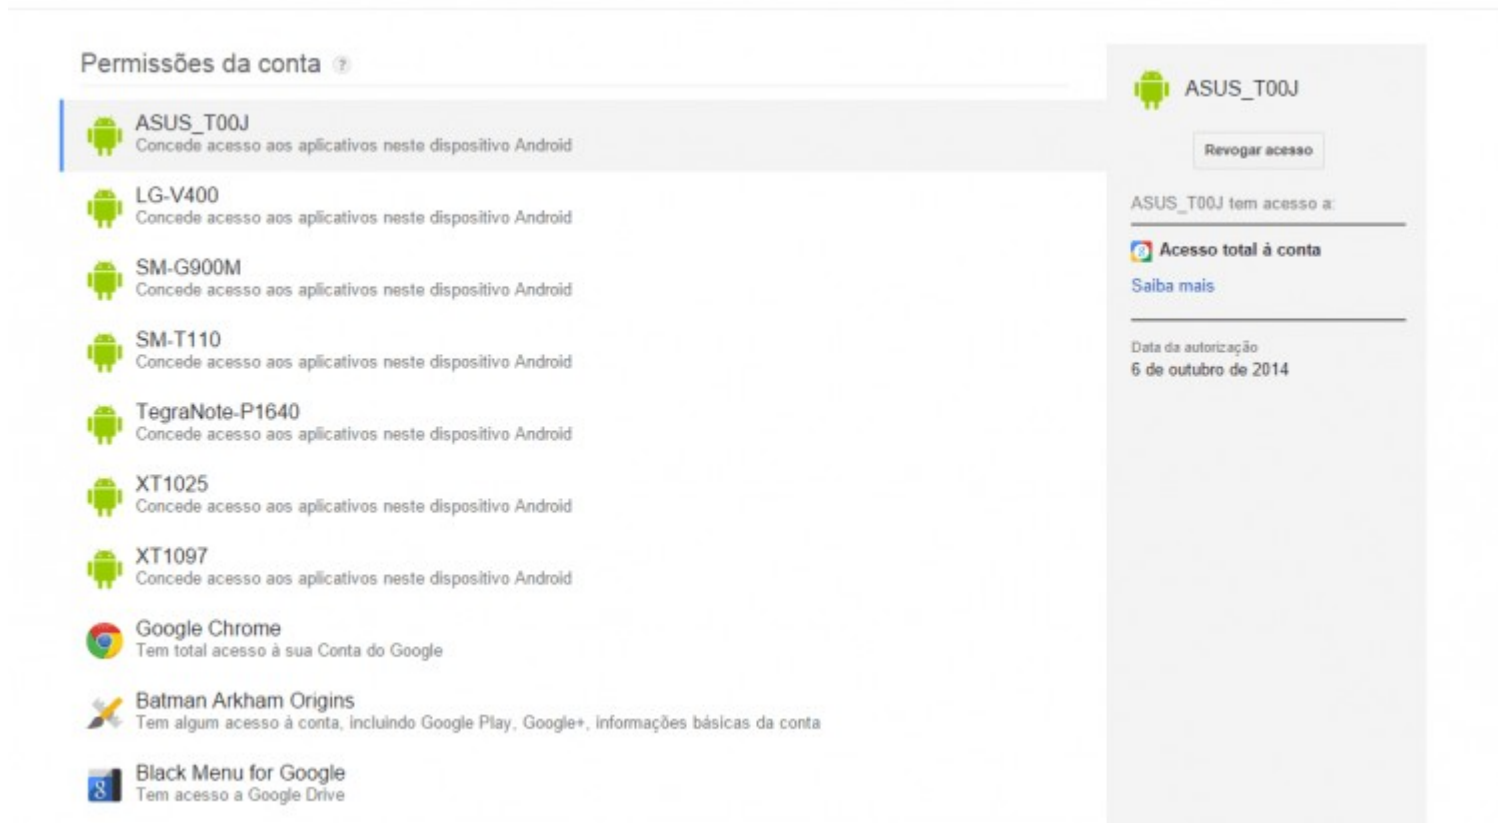 Permissões da conta ?
ASUS_T00J
Concede acesso aos aplicativos neste dispositivo Android
LG-V400
Concede acesso aos aplicativos neste dispositivo Android
SM-G900M
Concede acesso aos aplicativos neste dispositivo Android
SM-T110
Concede acesso aos aplicativos neste dispositivo Android
TegraNote-P1640
Concede acesso aos aplicativos neste dispositivo Android
XT1025
Concede acesso aos aplicativos neste dispositivo Android
XT1097
Concede acesso aos aplicativos neste dispositivo Android
Google Chrome
Tem total acesso à sua Conta do Google
Batman Arkham Origins
Tem algum acesso à conta, incluindo Google Play, Google+, informações básicas da conta
8
Black Menu for Google
Tem acesso a Google Drive
ASUS_T00J
Revogar acesso
ASUS_T00J tem acesso a:
8
Acesso total à conta
Saiba mais
Data da autorização
6 de outubro de 2014